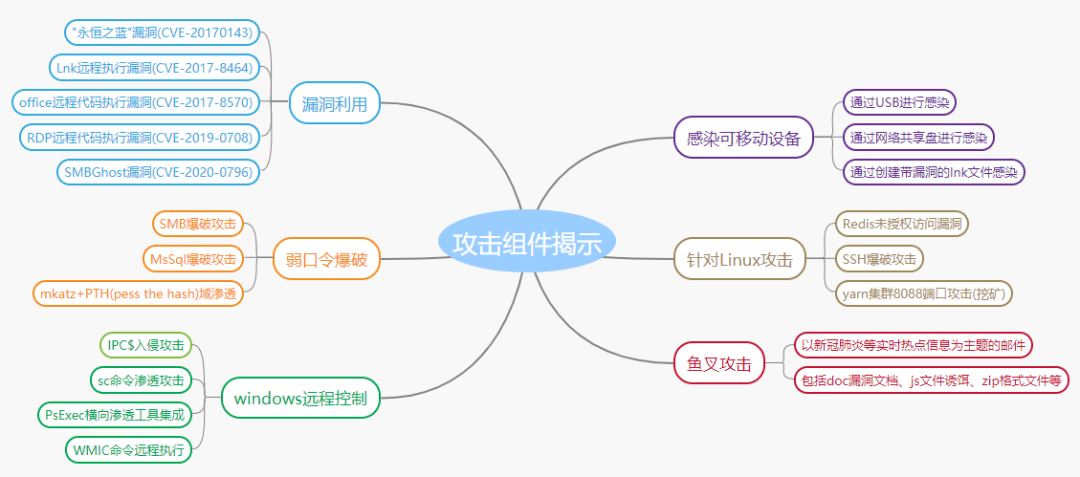 攻击组件揭示
漏洞利用
"永恒之蓝"漏洞(CVE-20170143)
Lnk远程执行漏洞(CVE-2017-8464)
office远程代码执行漏洞(CVE-2017-8570)
RDP远程代码执行漏洞(CVE-2019-0708)
SMBGhost漏洞(CVE-2020-0796)
弱口令爆破
SMB爆破攻击
MsSql爆破攻击
mkatz+PTH(pess the hash)域渗透
windows远程控制
IPC$入侵攻击
sc命令渗透攻击
PsExec横向渗透工具集成
WMIC命令远程执行
感染可移动设备
通过USB进行感染
通过网络共享盘进行感染
通过创建带漏洞的lnk文件感染
针对Linux攻击
Redis未授权访问漏洞
SSH爆破攻击
yarn集群8088端口攻击(挖矿)
鱼叉攻击
以新冠肺炎等实时热点信息为主题的邮件
包括doc漏洞文档、js文件诱饵、zip格式文件等